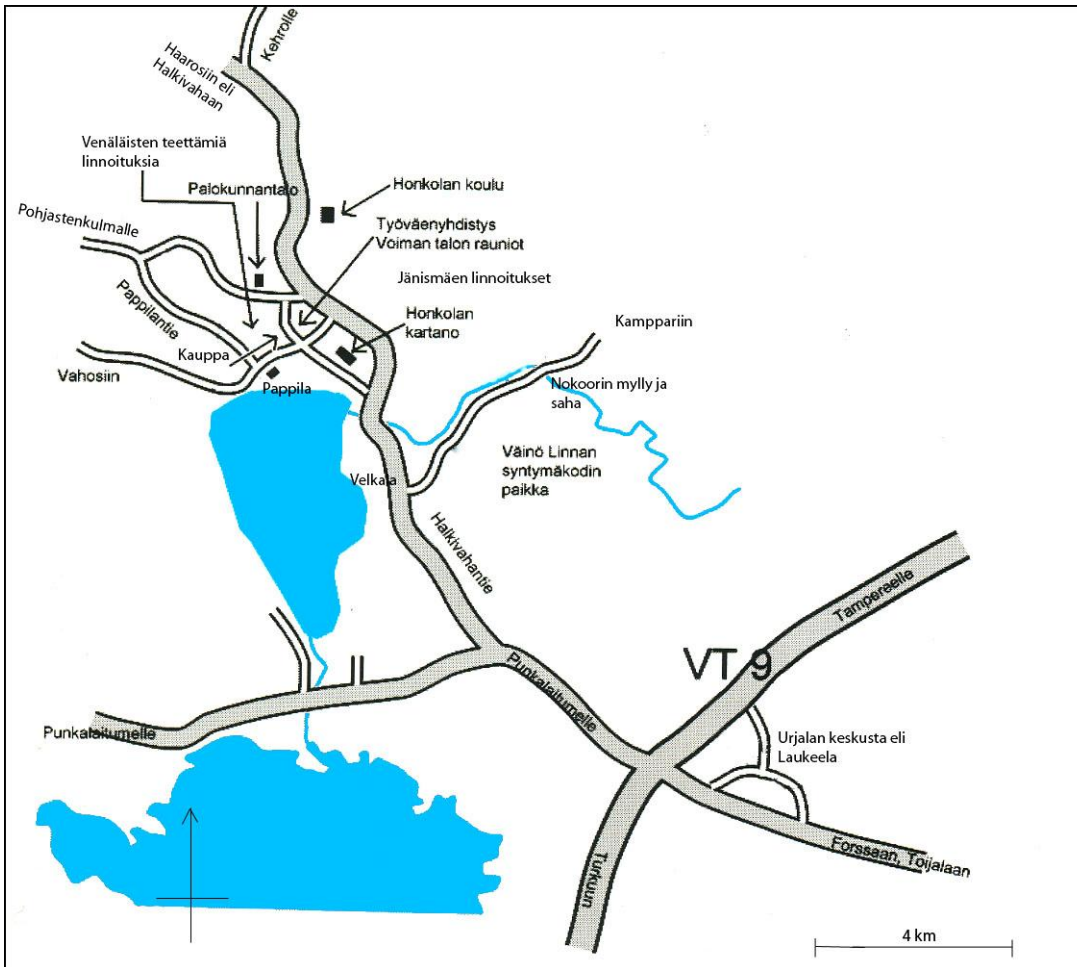 Kehrolle
Haarosiin eli
Halkivahaan
Venäläisten teettämiä
linnoituksia
Palokunnantalo
Honkolan koulu
Pohjastenkulmalle
Työväenyhdistys
Voiman talon rauniot
Jänismäen linnoitukset
Pappilantie
Honkolan
kartano
Kamppariin
Kauppa
Vahosiin
Pappila
Nokoorin mylly ja
saha
Väinö Linnan
syntymäkodin
paikka
Velkala
Halkivahantie
Tampereelle
VT 9
Punkalaitumelle
Punkalaitumelle
Urjalan keskusta eli
Laukeela
Forssaan, Toijalaan
Turkuun
4 km